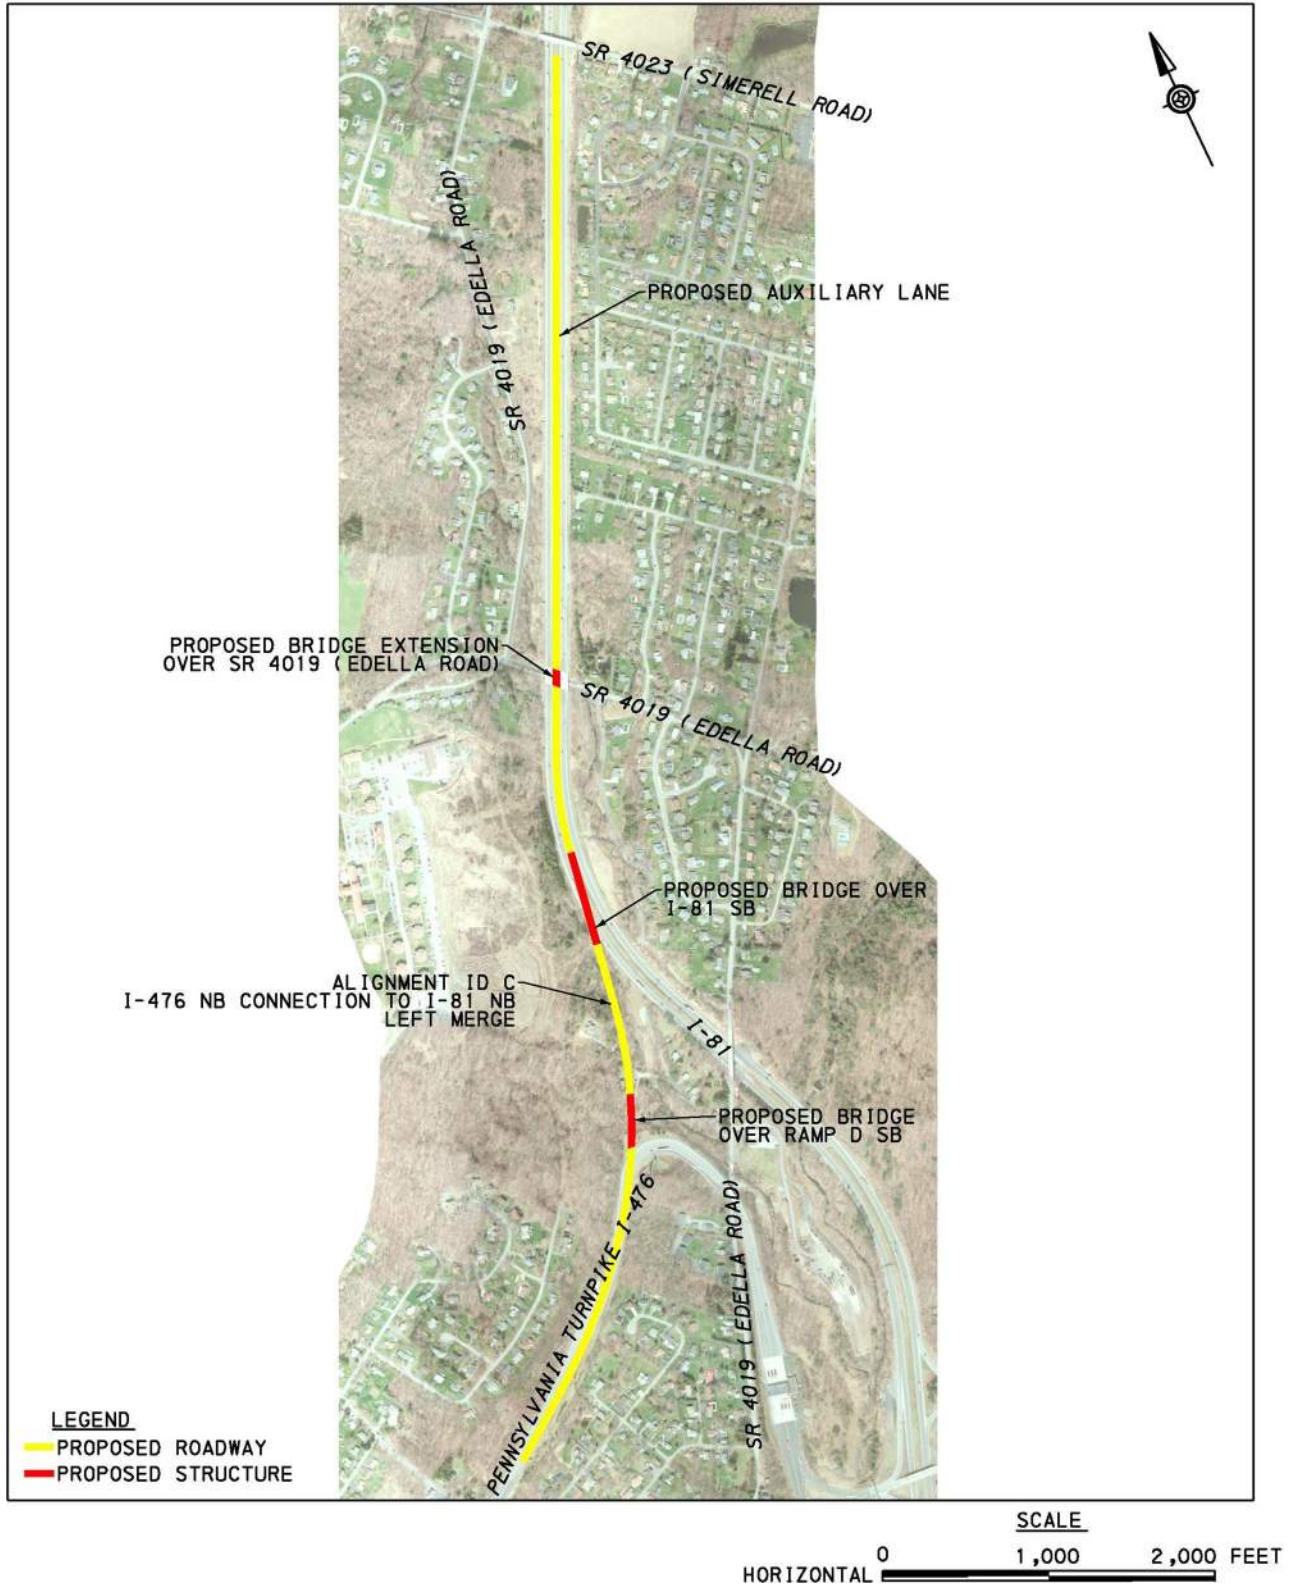 SR 4023 (SIMERELL ROAD)
SR 4019 (EDELLA ROAD)
PROPOSED AUXILIARY LANE
PROPOSED BRIDGE EXTENSION
OVER SR 4019 (EDELLA ROAD)
SR 4019 (EDELLA ROAD)
PROPOSED BRIDGE OVER
I-81 SB
ALIGNMENT ID C
I-476 NB CONNECTION TO I-81 NB
LEFT MERGE
I-81
PROPOSED BRIDGE
OVER RAMP D SB
PENNSYLVANIA TURNPIKE I-476
SR 4019 (EDELLA ROAD)
LEGEND
PROPOSED ROADWAY
PROPOSED STRUCTURE
SCALE
0 1,000 2,000 FEET
HORIZONTAL